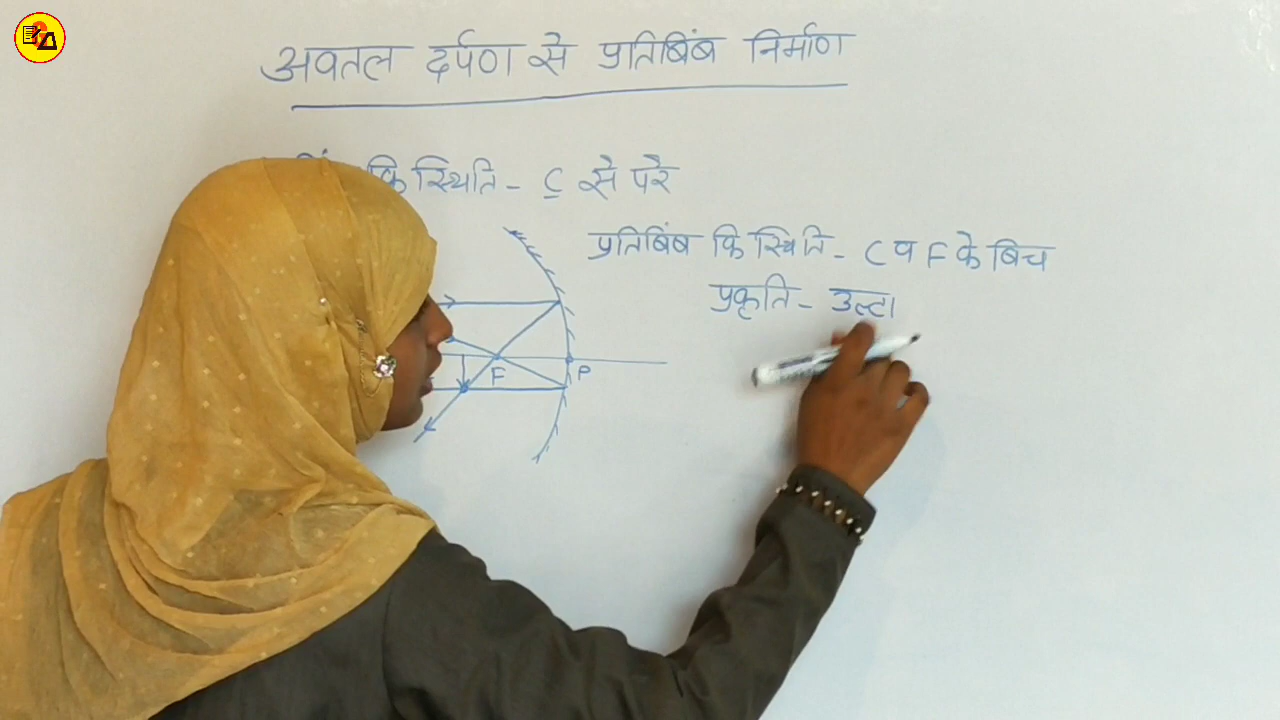 अवतल दर्पण से प्रतिबिंब निर्माण
कि स्थिति - C से परे
प्रतिबिंब कि स्थिति - C व F के बिच
प्रकृति - उल्टा
F
P